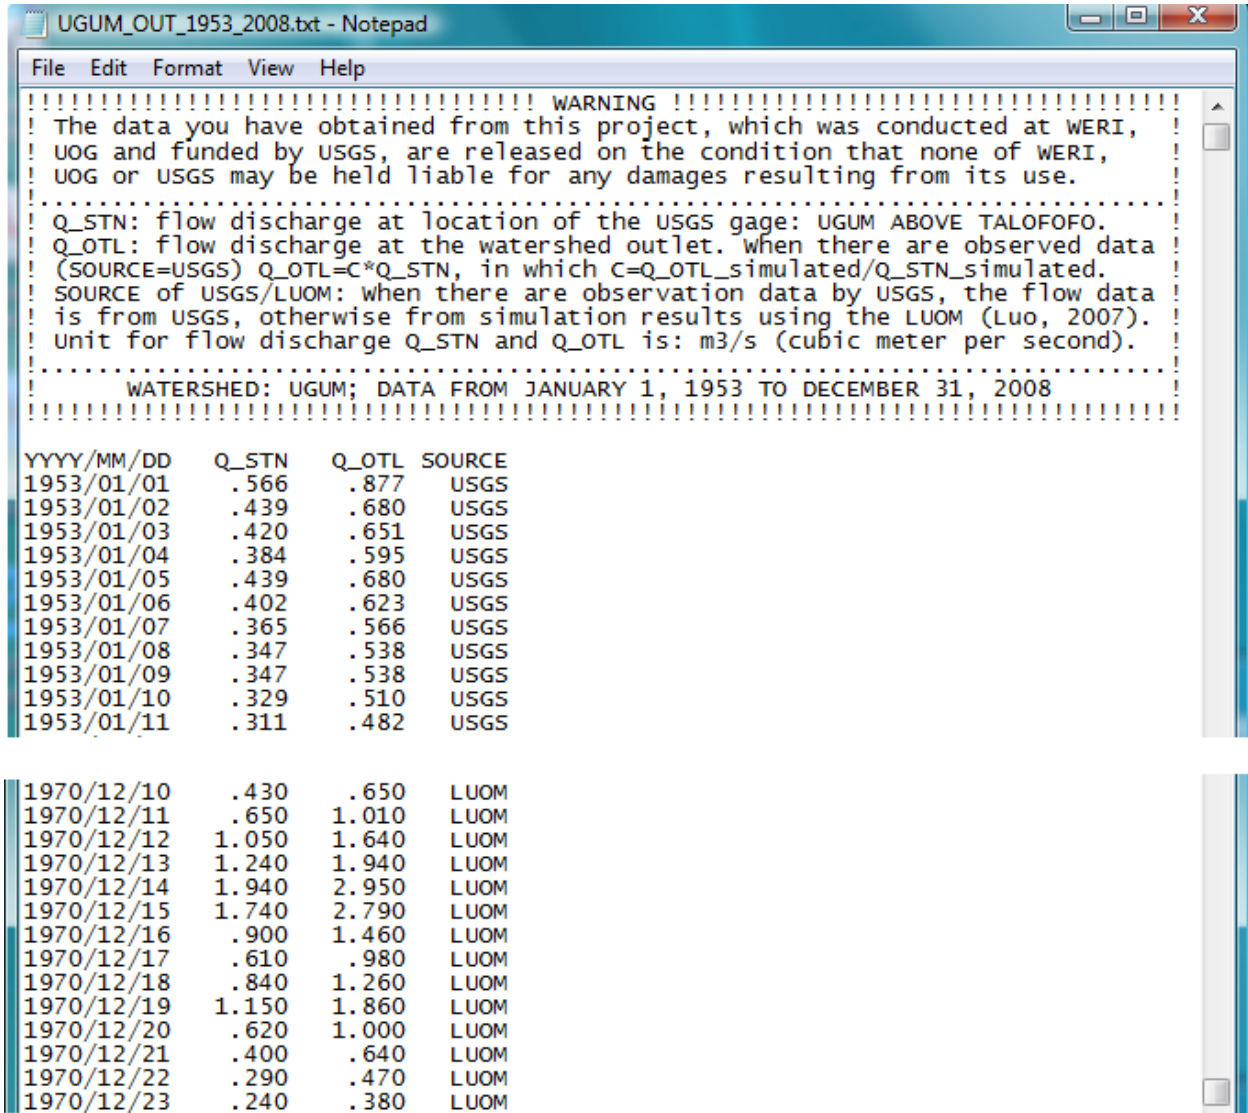 UGUM_OUT_1953_2008.txt - Notepad
File Edit Format View Help
!!!!!!!!!!!!!!!!!!!!!!!!!!!!!!!!!!! WARNING !!!!!!!!!!!!!!!!!!!!!!!!!!!!!!!!!!!
! The data you have obtained from this project, which was conducted at WERI, !
! UOG and funded by USGS, are released on the condition that none of WERI, !
! UOG or USGS may be held liable for any damages resulting from its use. !
!.............................................................................!
! Q_STN: flow discharge at location of the USGS gage: UGUM ABOVE TALOFOFO. !
! Q_OTL: flow discharge at the watershed outlet. When there are observed data !
! (SOURCE=USGS) Q_OTL=C*Q_STN, in which C=Q_OTL_simulated/Q_STN_simulated. !
! SOURCE of USGS/LUOM: When there are observation data by USGS, the flow data !
! is from USGS, otherwise from simulation results using the LUOM (Luo, 2007). !
! Unit for flow discharge Q_STN and Q_OTL is: m3/s (cubic meter per second). !
!.............................................................................!
! WATERSHED: UGUM; DATA FROM JANUARY 1, 1953 TO DECEMBER 31, 2008 !
!!!!!!!!!!!!!!!!!!!!!!!!!!!!!!!!!!!!!!!!!!!!!!!!!!!!!!!!!!!!!!!!!!!!!!!!!!!!!!!
YYYY/MM/DD Q_STN Q_OTL SOURCE
1953/01/01 .566 .877 USGS
1953/01/02 .439 .680 USGS
1953/01/03 .420 .651 USGS
1953/01/04 .384 .595 USGS
1953/01/05 .439 .680 USGS
1953/01/06 .402 .623 USGS
1953/01/07 .365 .566 USGS
1953/01/08 .347 .538 USGS
1953/01/09 .347 .538 USGS
1953/01/10 .329 .510 USGS
1953/01/11 .311 .482 USGS
1970/12/10 .430 .650 LUOM
1970/12/11 .650 1.010 LUOM
1970/12/12 1.050 1.640 LUOM
1970/12/13 1.240 1.940 LUOM
1970/12/14 1.940 2.950 LUOM
1970/12/15 1.740 2.790 LUOM
1970/12/16 .900 1.460 LUOM
1970/12/17 .610 .980 LUOM
1970/12/18 .840 1.260 LUOM
1970/12/19 1.150 1.860 LUOM
1970/12/20 .620 1.000 LUOM
1970/12/21 .400 .640 LUOM
1970/12/22 .290 .470 LUOM
1970/12/23 .240 .380 LUOM